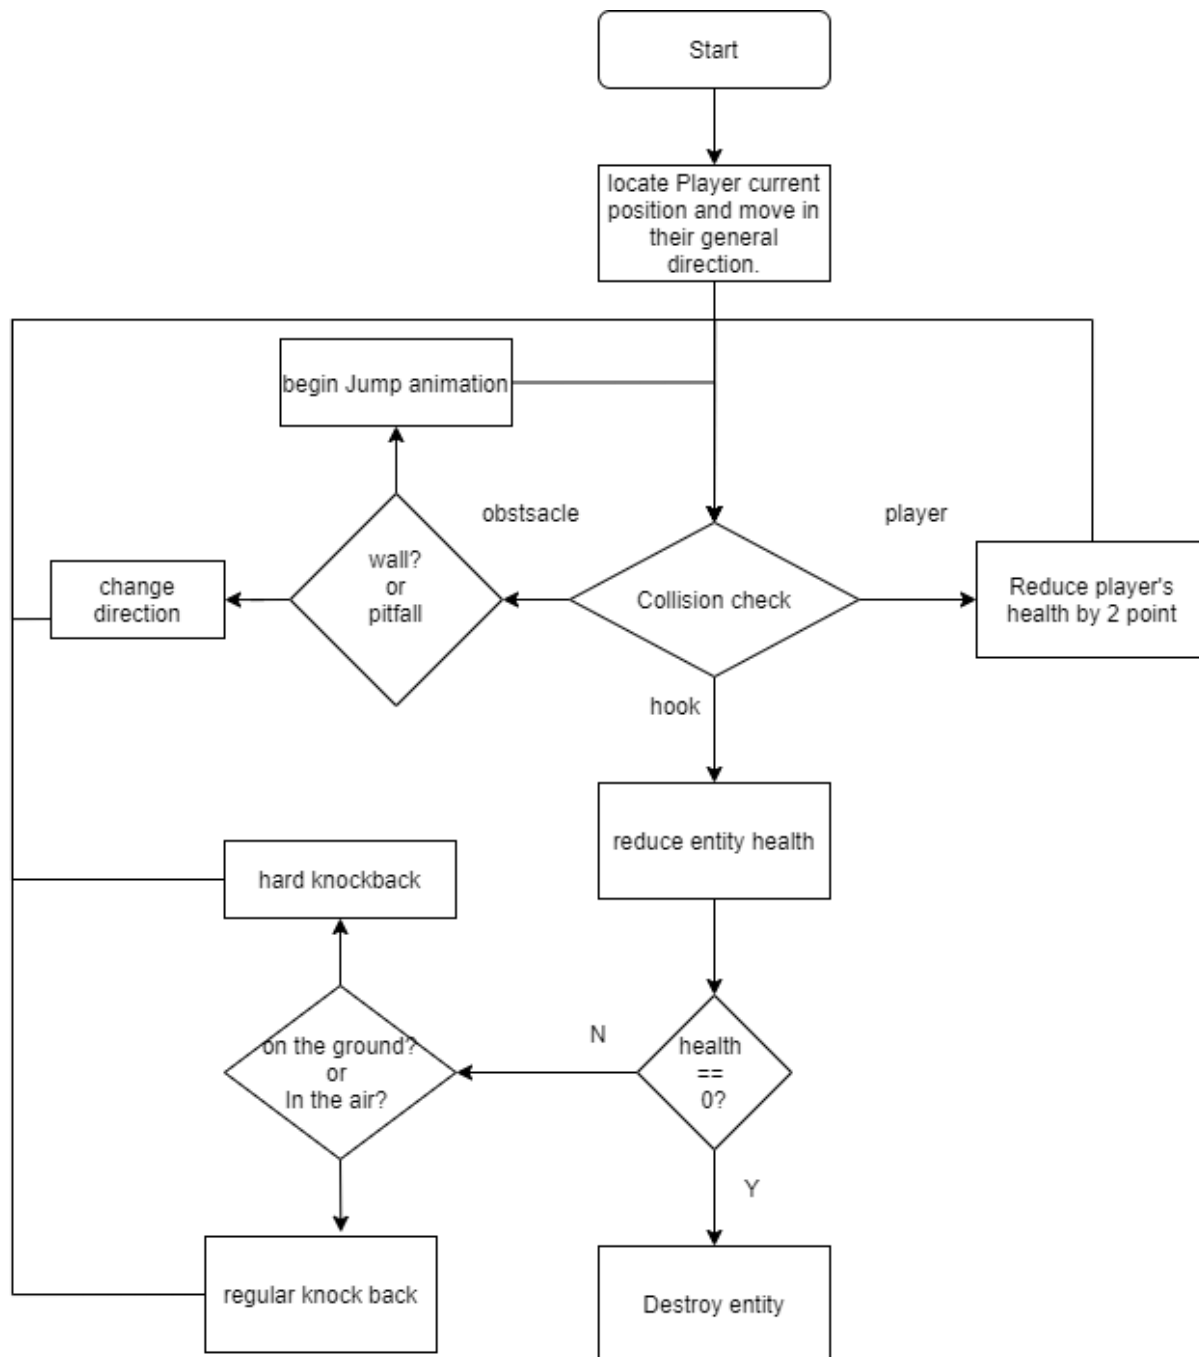 Start
locate Player current
position and move in
their general
direction.
begin Jump animation
obstsacle
player
wall?
or
pitfall
change
direction
Collision check
Reduce player's
health by 2 point
hook
reduce entity health
hard knockback
on the ground?
or
In the air?
N
health
==
0?
Y
regular knock back
Destroy entity